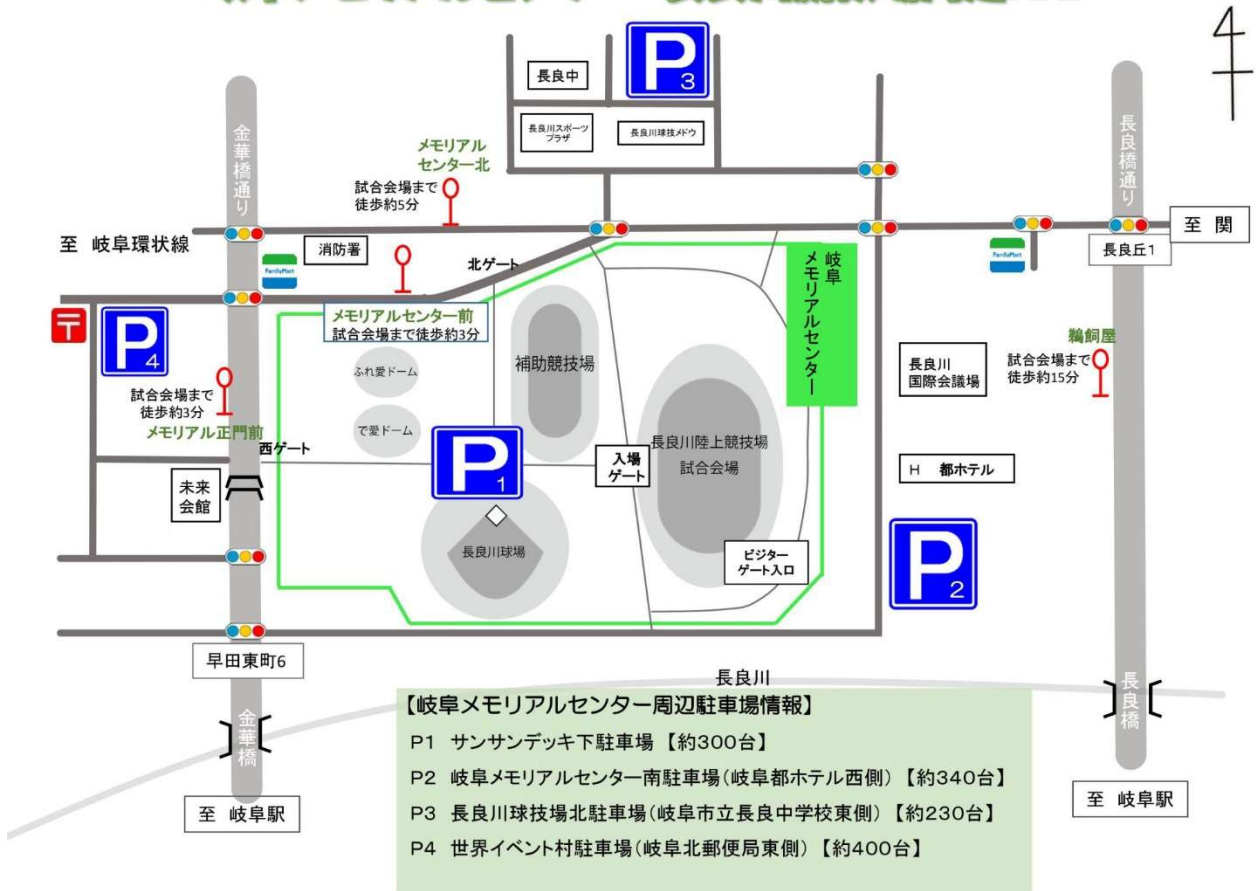 P
3
長良中
長良川スポーツ
プラザ
長良川球技メドウ
金華橋通り
長良橋通り
メモリアル
センター北
試合会場まで
徒歩約5分
至 岐阜環状線
消防署
至 関
長良丘1
FamilyMart
FamilyMart
北ゲート
岐阜
メモリアルセンター
メモリアルセンター前
試合会場まで徒歩約3分
〒
P
4
ふれ愛ドーム
補助競技場
鵜飼屋
試合会場まで
徒歩約15分
長良川
国際会議場
試合会場まで
徒歩約3分
メモリアル正門前
で愛ドーム
西ゲート
P
1
入場
ゲート
長良川陸上競技場
試合会場
H 都ホテル
未来
会館
長良川球場
ビジター
ゲート入口
P
2
早田東町6
長良川
金華橋
長良橋
至 岐阜駅
至 岐阜駅
【岐阜メモリアルセンター周辺駐車場情報】
P1 サンサンデッキ下駐車場 【約300台】
P2 岐阜メモリアルセンター南駐車場(岐阜都ホテル西側) 【約340台】
P3 長良川球技場北駐車場(岐阜市立長良中学校東側) 【約230台】
P4 世界イベント村駐車場(岐阜北郵便局東側) 【約400台】